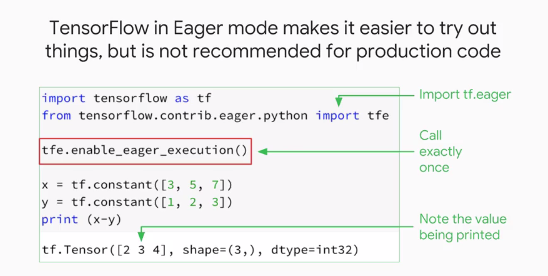 TensorFlow in Eager mode makes it easier to try out
things, but is not recommended for production code
import tensorflow as tf
from tensorflow.contrib.eager.python import tfe
Import tf.eager
tfe.enable_eager_execution()
Call
exactly
once
x = tf.constant([3, 5, 7])
y = tf.constant([1, 2, 3])
print (x-y)
Note the value
being printed
tf.Tensor([2 3 4], shape=(3,), dtype=int32)